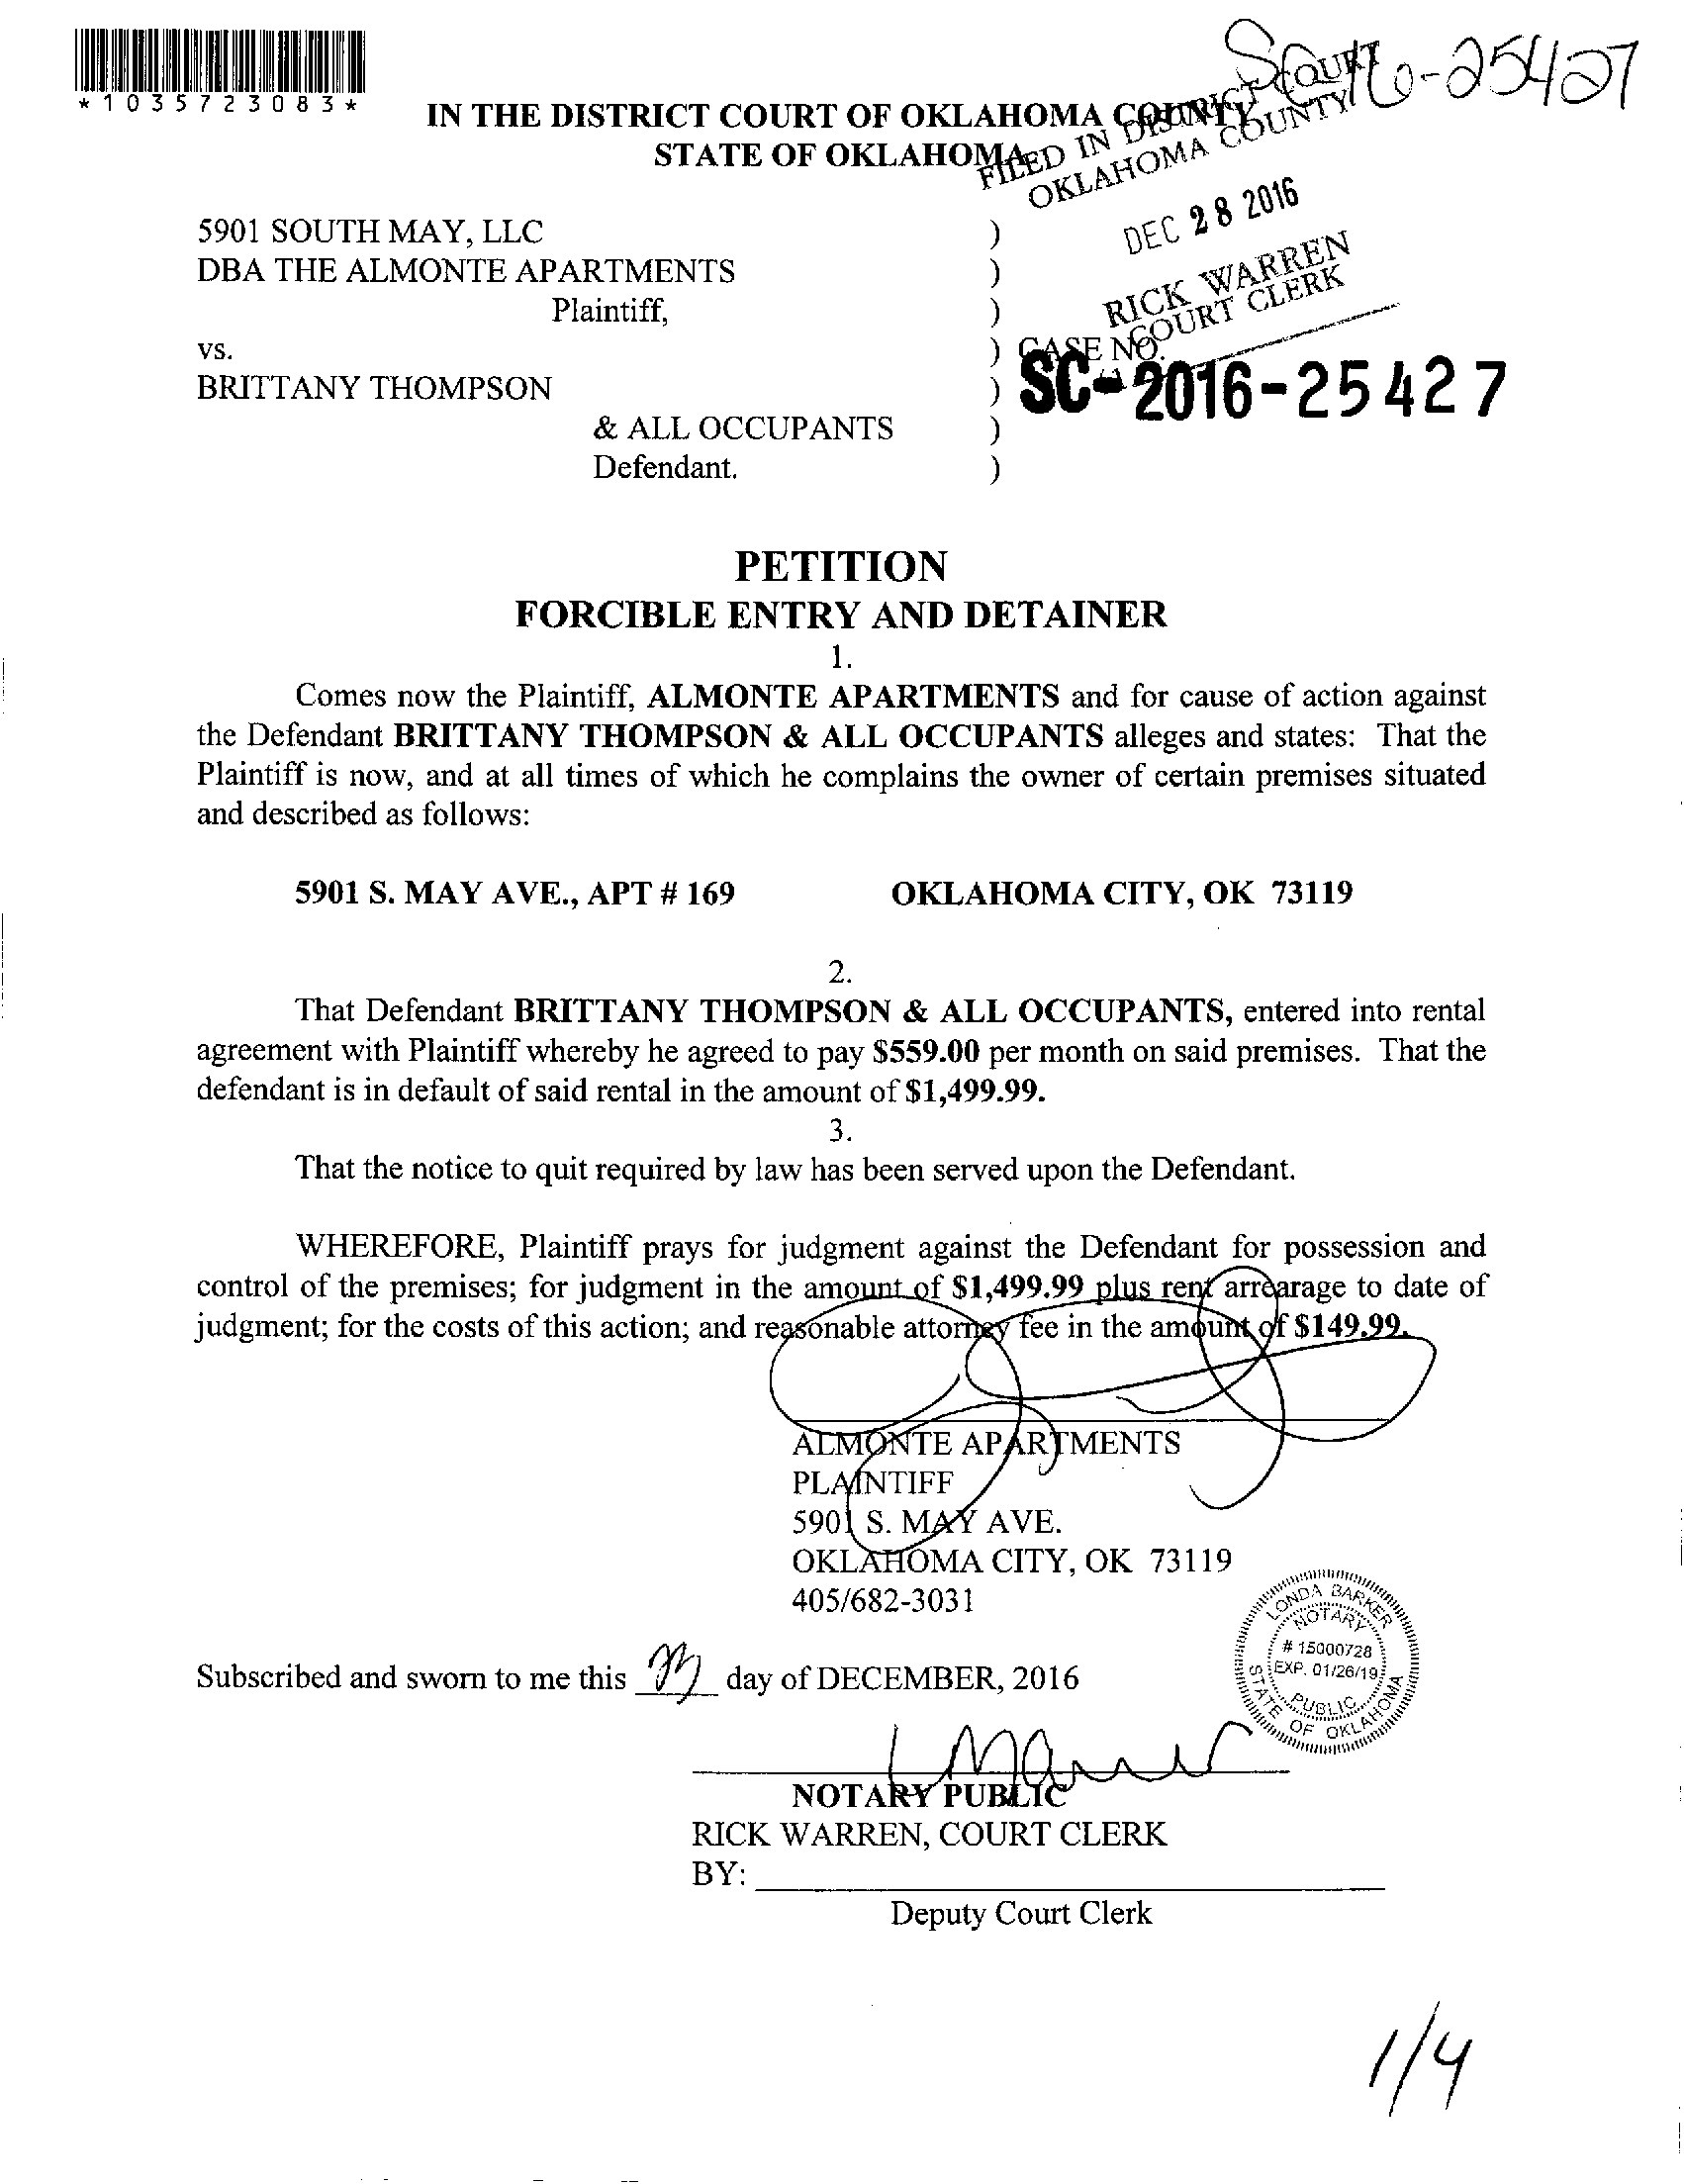 SC16-25427
*1035723083*
IN THE DISTRICT COURT OF OKLAHOMA COUNTY
STATE OF OKLAHOMA
FILED IN DISTRICT COURT
OKLAHOMA COUNTY
DEC 28 2016
RICK WARREN
COURT CLERK
5901 SOUTH MAY, LLC )
DBA THE ALMONTE APARTMENTS )
Plaintiff, )
vs. ) CASE NO.
SC-2016-25427
BRITTANY THOMPSON )
& ALL OCCUPANTS )
Defendant. )
PETITION
FORCIBLE ENTRY AND DETAINER
1.
Comes now the Plaintiff, ALMONTE APARTMENTS and for cause of action against
the Defendant BRITTANY THOMPSON & ALL OCCUPANTS alleges and states: That the
Plaintiff is now, and at all times of which he complains the owner of certain premises situated
and described as follows:
5901 S. MAY AVE., APT # 169 OKLAHOMA CITY, OK 73119
2.
That Defendant BRITTANY THOMPSON & ALL OCCUPANTS, entered into rental
agreement with Plaintiff whereby he agreed to pay $559.00 per month on said premises. That the
defendant is in default of said rental in the amount of $1,499.99.
3.
That the notice to quit required by law has been served upon the Defendant.
WHEREFORE, Plaintiff prays for judgment against the Defendant for possession and
control of the premises; for judgment in the amount of $1,499.99 plus rent arrearage to date of
judgment; for the costs of this action; and reasonable attorney fee in the amount of $149.99.
ALMONTE APARTMENTS
PLAINTIFF
5901 S. MAY AVE.
OKLAHOMA CITY, OK 73119
405/682-3031
LONDA BARKER
NOTARY
# 15000728
EXP. 01/26/19
PUBLIC
STATE OF OKLAHOMA
Subscribed and sworn to me this day of DECEMBER, 2016
NOTARY PUBLIC
RICK WARREN, COURT CLERK
BY:
Deputy Court Clerk
1/4